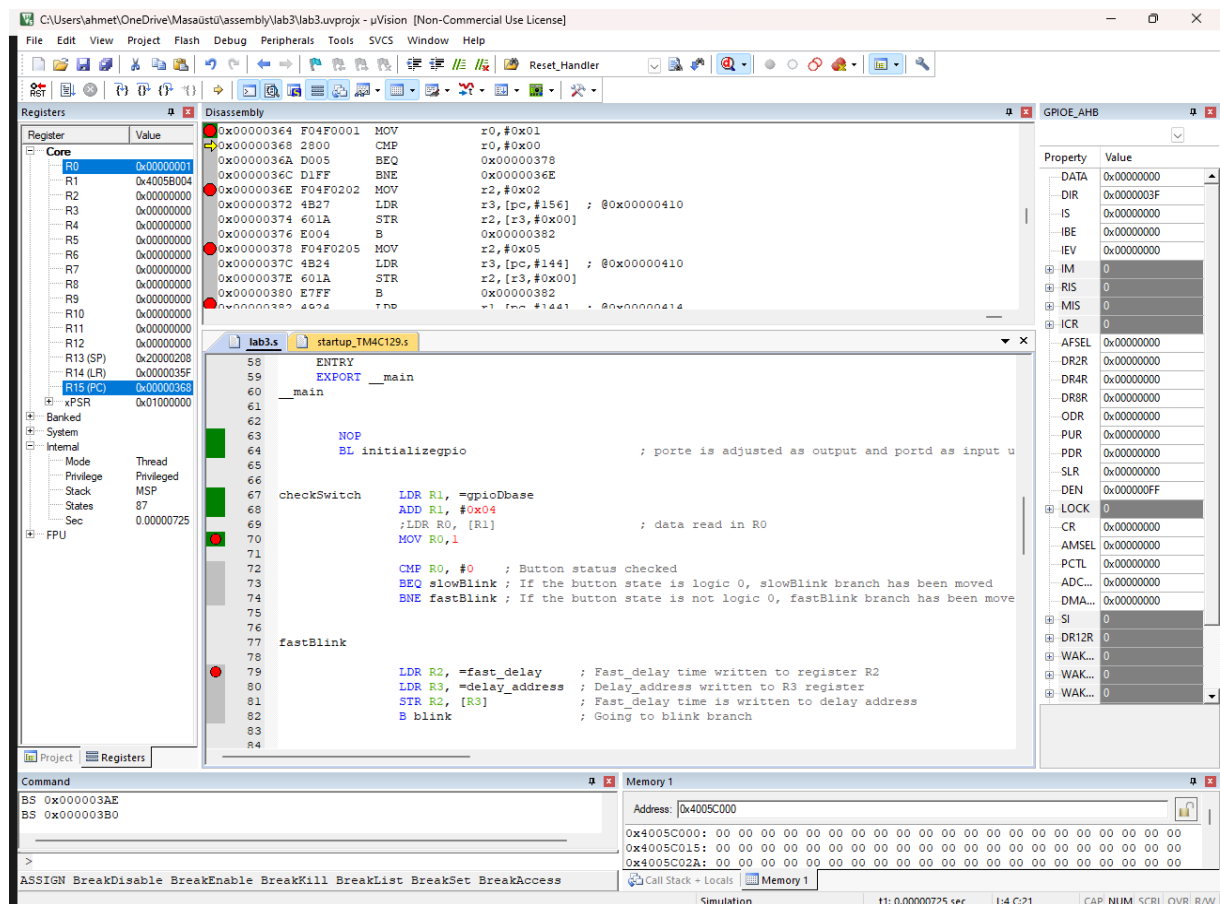 C:\Users\ahmet\OneDrive\Masaüstü\assembly\lab3\lab3.uvprojx - µVision [Non-Commercial Use License]
File Edit View Project Flash Debug Peripherals Tools SVCS Window Help
Reset_Handler
RST
Registers
Register Value
Core
R0 0x00000001
R1 0x4005B004
R2 0x00000000
R3 0x00000000
R4 0x00000000
R5 0x00000000
R6 0x00000000
R7 0x00000000
R8 0x00000000
R9 0x00000000
R10 0x00000000
R11 0x00000000
R12 0x00000000
R13 (SP) 0x20000208
R14 (LR) 0x0000035F
R15 (PC) 0x00000368
xPSR 0x01000000
Banked
System
Internal
Mode Thread
Privilege Privileged
Stack MSP
States 87
Sec 0.00000725
FPU
Project Registers
Disassembly
0x00000364 F04F0001 MOV r0,#0x01
0x00000368 2800 CMP r0,#0x00
0x0000036A D005 BEQ 0x00000378
0x0000036C D1FF BNE 0x0000036E
0x0000036E F04F0202 MOV r2,#0x02
0x00000372 4B27 LDR r3,[pc,#156] ; @0x00000410
0x00000374 601A STR r2,[r3,#0x00]
0x00000376 E004 B 0x00000382
0x00000378 F04F0205 MOV r2,#0x05
0x0000037C 4B24 LDR r3,[pc,#144] ; @0x00000410
0x0000037E 601A STR r2,[r3,#0x00]
0x00000380 E7FF B 0x00000382
0x00000382 4924 LDR r1,[pc,#144] ; @0x00000414
lab3.s startup_TM4C129.s
58 ENTRY
59 EXPORT __main
60 __main
61
62
63 NOP
64 BL initializegpio ; porte is adjusted as output and portd as input u
65
66
67 checkSwitch LDR R1, =gpioDbase
68 ADD R1, #0x04
69 ;LDR R0, [R1] ; data read in R0
70 MOV R0,1
71
72 CMP R0, #0 ; Button status checked
73 BEQ slowBlink ; If the button state is logic 0, slowBlink branch has been moved
74 BNE fastBlink ; If the button state is not logic 0, fastBlink branch has been move
75
76
77 fastBlink
78
79 LDR R2, =fast_delay ; Fast_delay time written to register R2
80 LDR R3, =delay_address ; Delay_address written to R3 register
81 STR R2, [R3] ; Fast_delay time is written to delay address
82 B blink ; Going to blink branch
83
84
GPIOE_AHB
Property Value
DATA 0x00000000
DIR 0x0000003F
IS 0x00000000
IBE 0x00000000
IEV 0x00000000
IM 0
RIS 0
MIS 0
ICR 0
AFSEL 0x00000000
DR2R 0x00000000
DR4R 0x00000000
DR8R 0x00000000
ODR 0x00000000
PUR 0x00000000
PDR 0x00000000
SLR 0x00000000
DEN 0x000000FF
LOCK 0
CR 0x00000000
AMSEL 0x00000000
PCTL 0x00000000
ADC... 0x00000000
DMA... 0x00000000
SI 0
DR12R 0
WAK... 0
WAK... 0
WAK... 0
Command
BS 0x000003AE
BS 0x000003B0
>
ASSIGN BreakDisable BreakEnable BreakKill BreakList BreakSet BreakAccess
Memory 1
Address: 0x4005C000
0x4005C000: 00 00 00 00 00 00 00 00 00 00 00 00 00 00 00 00 00 00 00 00 00
0x4005C015: 00 00 00 00 00 00 00 00 00 00 00 00 00 00 00 00 00 00 00 00 00
0x4005C02A: 00 00 00 00 00 00 00 00 00 00 00 00 00 00 00 00 00 00 00 00 00
Call Stack + Locals Memory 1
Simulation t1: 0.00000725 sec L:4 C:21 CAP NUM SCRL OVR R/W